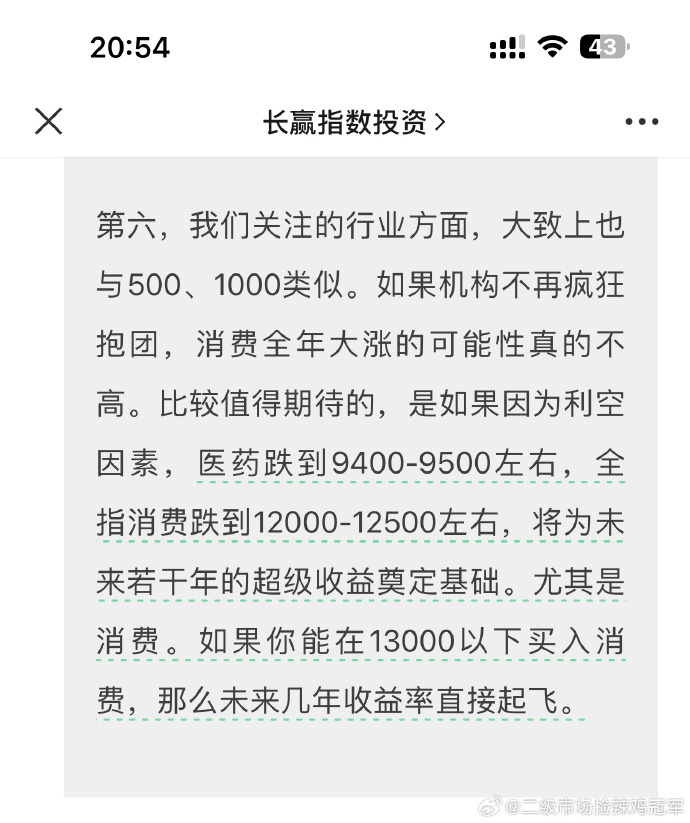 20:54
43
长赢指数投资
第六，我们关注的行业方面，大致上也
与500、1000类似。如果机构不再疯狂
抱团，消费全年大涨的可能性真的不
高。比较值得期待的，是如果因为利空
因素，医药跌到9400-9500左右，全
指消费跌到12000-12500左右，将为未
来若干年的超级收益奠定基础。尤其是
消费。如果你能在13000以下买入消
费，那么未来几年收益率直接起飞。
@二级市场捡辣鸡冠军